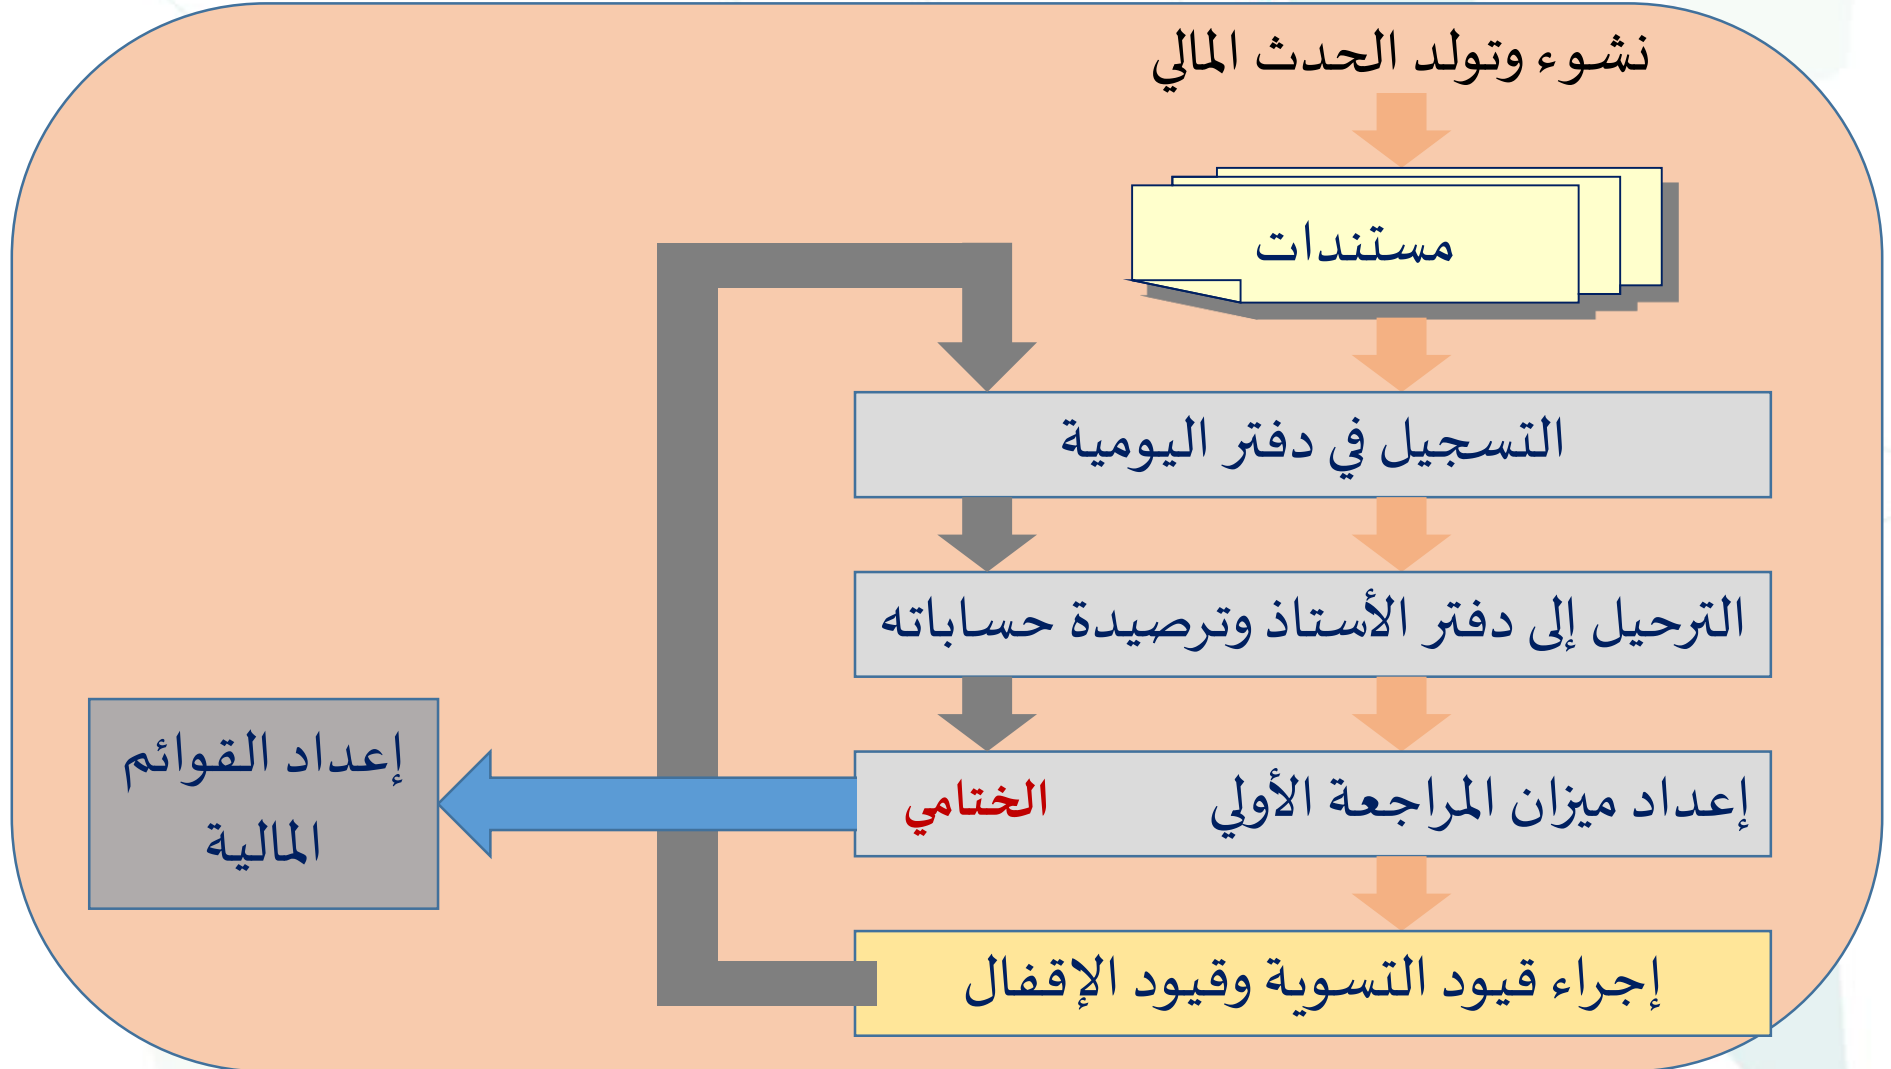 نشوء وتولد الحدث المالي
مستندات
التسجيل في دفتر اليومية
الترحيل إلى دفتر الأستاذ وترصيدة حساباته
إعداد ميزان المراجعة الأولي الختامي
إعداد القوائم
المالية
إجراء قيود التسوية وقيود الإقفال